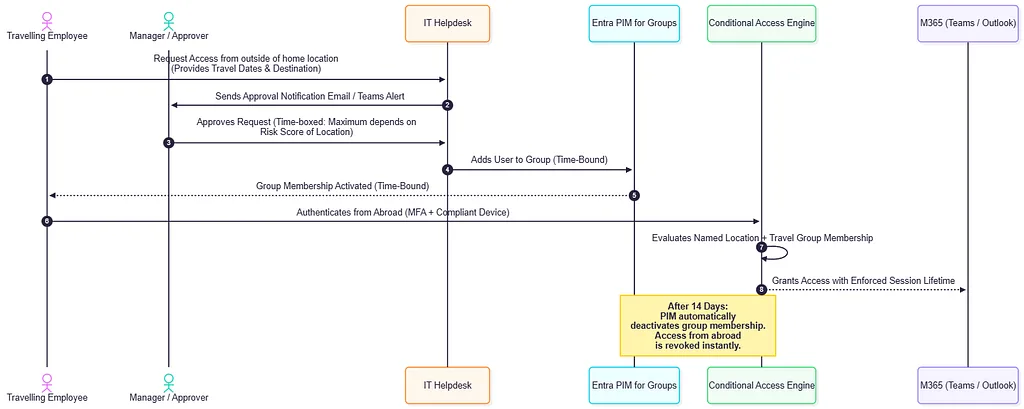 Travelling Employee
Manager / Approver
IT Helpdesk
Entra PIM for Groups
Conditional Access Engine
M365 (Teams / Outlook)
Request Access from outside of home location
(Provides Travel Dates & Destination)
1
Sends Approval Notification Email / Teams Alert
2
Approves Request (Time-boxed: Maximum depends on
Risk Score of Location)
3
Adds User to Group (Time-Bound)
4
Group Membership Activated (Time-Bound)
5
Authenticates from Abroad (MFA + Compliant Device)
6
Evaluates Named Location + Travel Group Membership
7
Grants Access with Enforced Session Lifetime
8
After 14 Days:
PIM automatically
deactivates group membership.
Access from abroad
is revoked instantly.
Travelling Employee
Manager / Approver
IT Helpdesk
Entra PIM for Groups
Conditional Access Engine
M365 (Teams / Outlook)